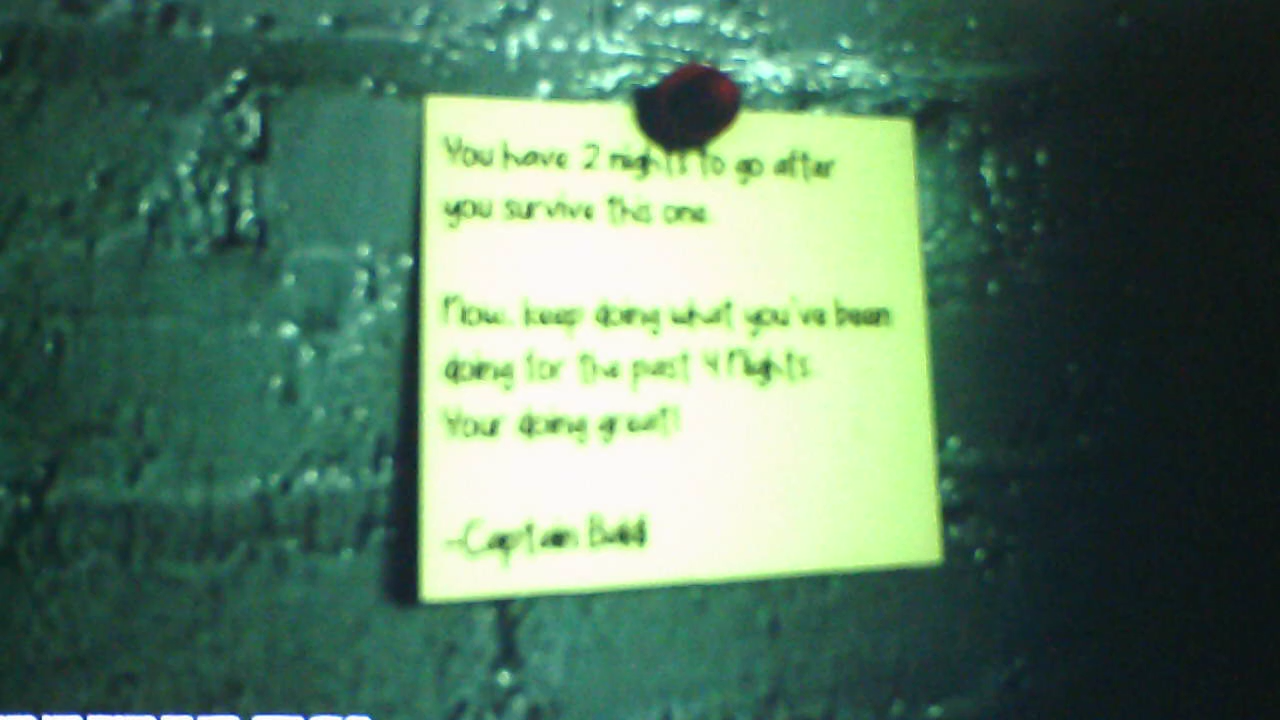 You have 2 nights to go after
you survive this one.
Now, keep doing what you've been
doing for the past 4 Nights.
Your doing great!
-Captain